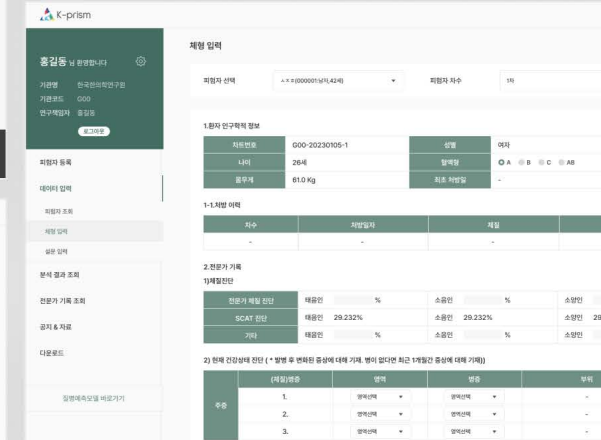 K-prism
홍길동 님 환영합니다
기관명 한국한의학연구원
기관코드 G00
연구책임자 홍길동
로그아웃
피험자 등록
데이터 입력
피험자 조회
체형 입력
설문 입력
분석 결과 조회
전문가 기록 조회
공지 & 자료
다운로드
질병예측모델 바로가기
체형 입력
피험자 선택 ㅅㅈㅍ(000001:남자,42세) 피험자 차수 1차
1.환자 인구학적 정보
차트번호 G00-20230105-1 성별 여자
나이 26세 혈액형 A B C AB
몸무게 61.0 Kg 최초 처방일 -
1-1.처방 이력
차수 처방일자 체질
- - -
2.전문가 기록
1)체질진단
전문가 체질 진단 태음인 % 소음인 % 소양인
SCAT 진단 태음인 29.232% 소음인 29.232% 소양인 29
기타 태음인 % 소음인 % 소양인
2) 현재 건강상태 진단 ( * 발병 후 변화된 증상에 대해 기재. 병이 없다면 최근 1개월간 증상에 대해 기재))
주증 (체질)병증 영역 병증 부위
1. 영역선택 영역선택 -
2. 영역선택 영역선택 -
3. 영역선택 영역선택 -